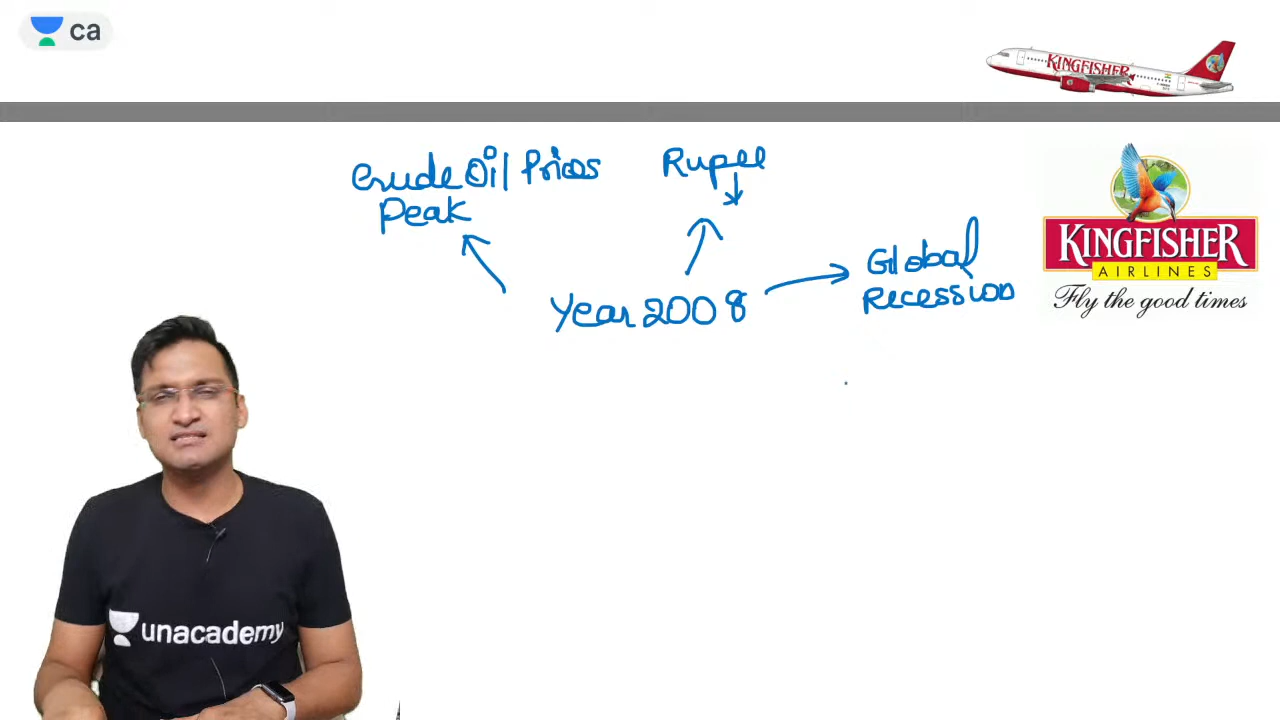 ca
KINGFISHER
Crude Oil Prices
Peak
Rupee
Year 2008
Global
Recession
KINGFISHER
AIRLINES
Fly the good times
unacademy